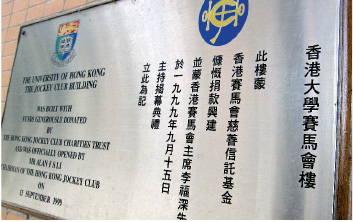 THE UNIVERSITY OF HONG KONG
THE JOCKEY CLUB BUILDING
WAS BUILT WITH
FUNDS GENEROUSLY DONATED
BY
THE HONG KONG JOCKEY CLUB CHARITIES TRUST
AND WAS OFFICIALLY OPENED BY
MR ALAN F S LI
CHAIRMAN OF THE HONG KONG JOCKEY CLUB
ON
SEPTEMBER 1999
香港大學賽馬會樓
此樓蒙
香港賽馬會慈善信託基金
慷慨捐款興建
並蒙香港賽馬會主席李福深先
於一九九九年九月十五日
主持揭幕典禮
立此為記